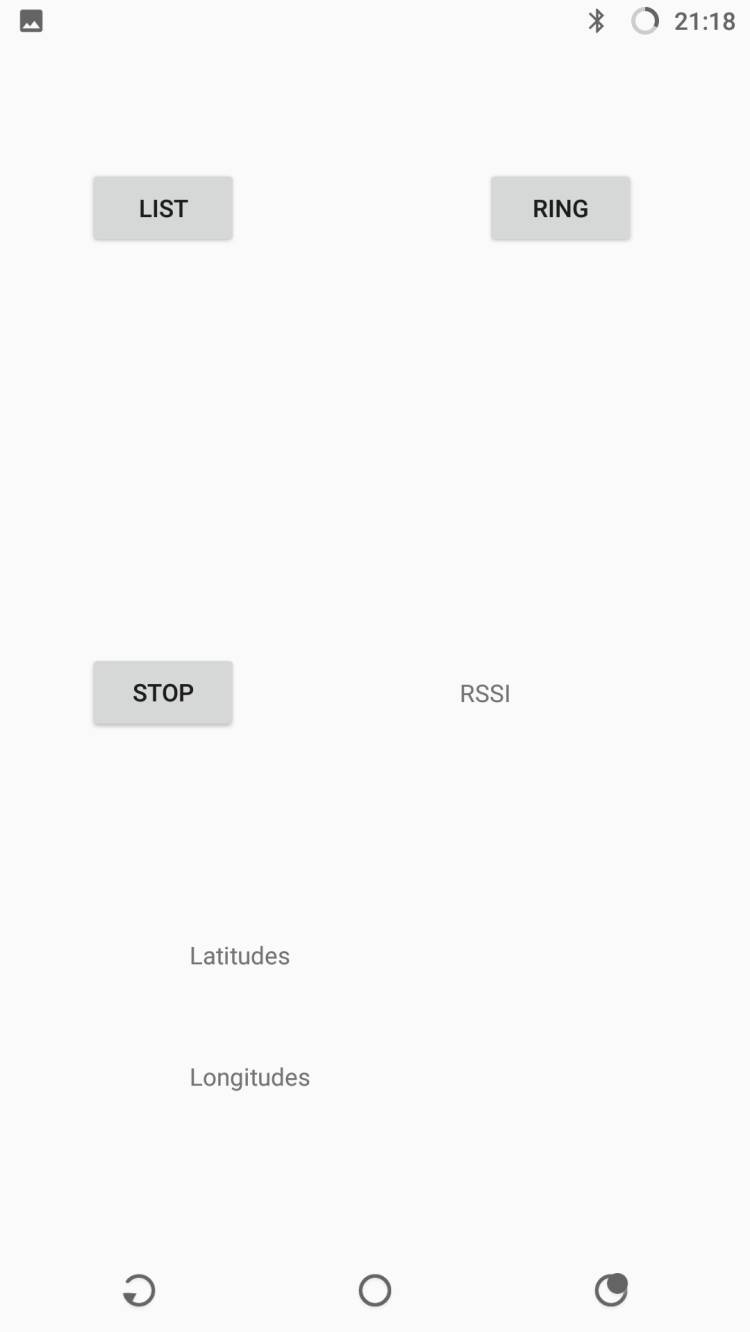 21:18
LIST
RING
STOP
RSSI
Latitudes
Longitudes